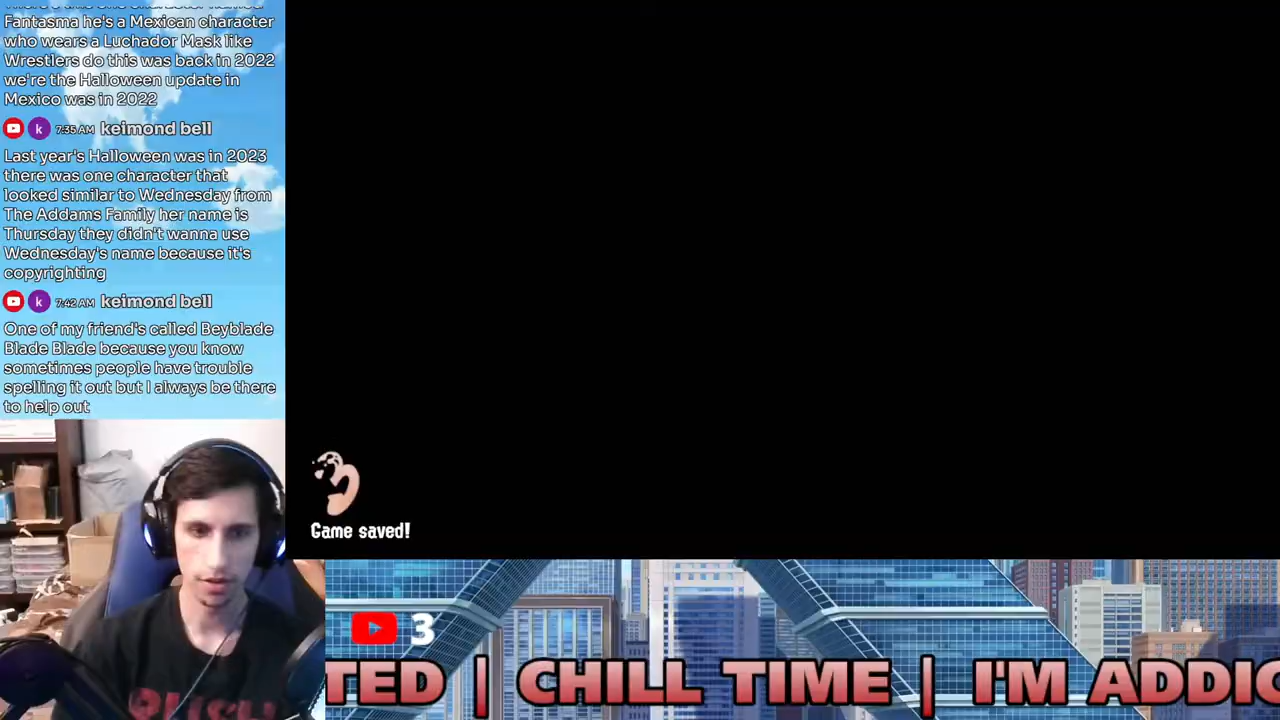 Fantasma he's a Mexican character
who wears a Luchador Mask like
Wrestlers do this was back in 2022
we're the Halloween update in
Mexico was in 2022
k 7:35 AM keimond bell
Last year's Halloween was in 2023
there was one character that
looked similar to Wednesday from
The Addams Family her name is
Thursday they didn't wanna use
Wednesday's name because it's
copyrighting
k 7:42 AM keimond bell
One of my friend's called Beyblade
Blade Blade because you know
sometimes people have trouble
spelling it out but I always be there
to help out
Game saved!
3
TED | CHILL TIME | I'M ADDIC